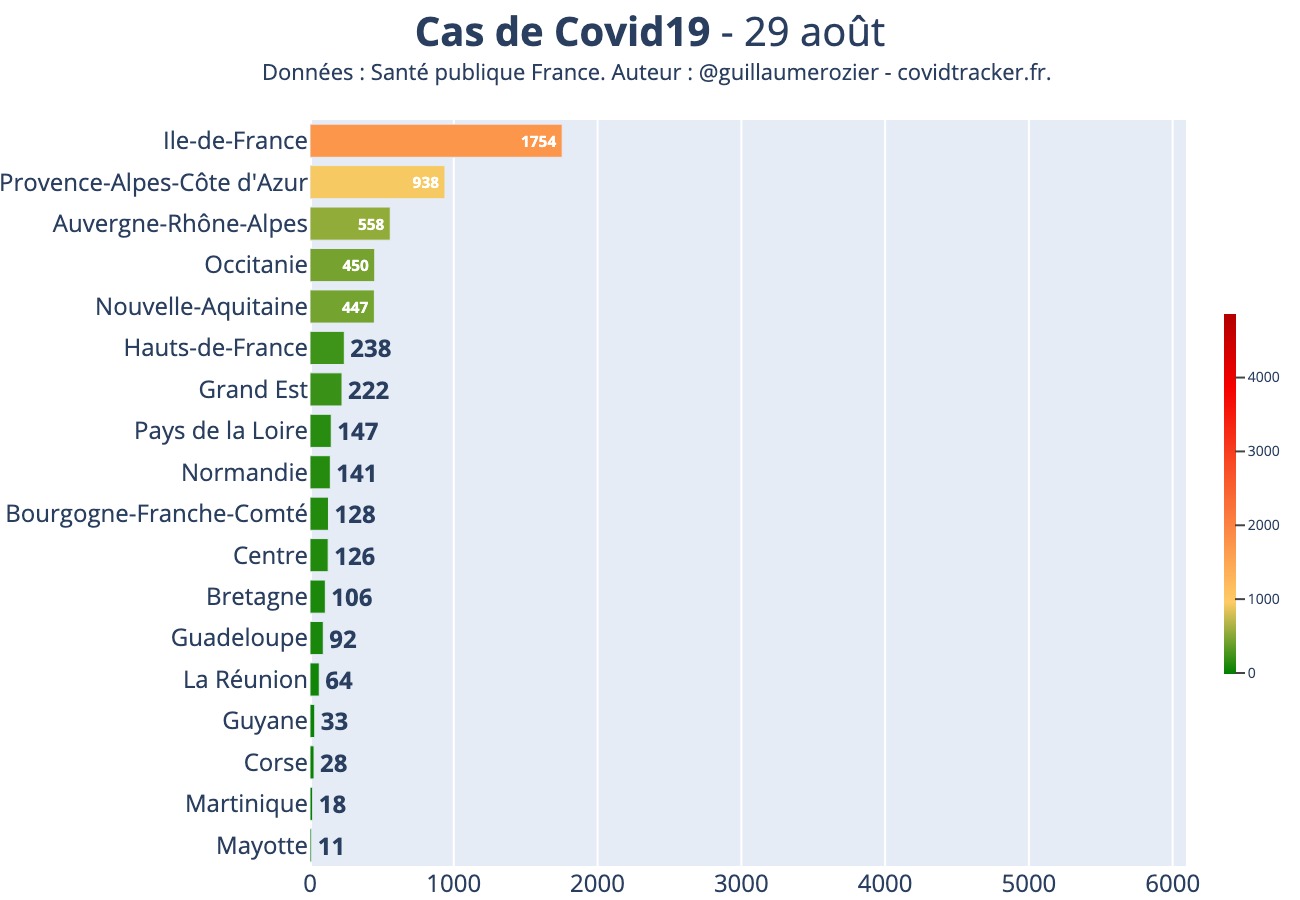 Cas de Covid19 - 29 août
Données : Santé publique France. Auteur : @guillaumerozier - covidtracker.fr.
Ile-de-France 1754
Provence-Alpes-Côte d'Azur 938
Auvergne-Rhône-Alpes 558
Occitanie 450
Nouvelle-Aquitaine 447
Hauts-de-France 238
Grand Est 222
Pays de la Loire 147
Normandie 141
Bourgogne-Franche-Comté 128
Centre 126
Bretagne 106
Guadeloupe 92
La Réunion 64
Guyane 33
Corse 28
Martinique 18
Mayotte 11
0 1000 2000 3000 4000 5000 6000
4000
3000
2000
1000
0